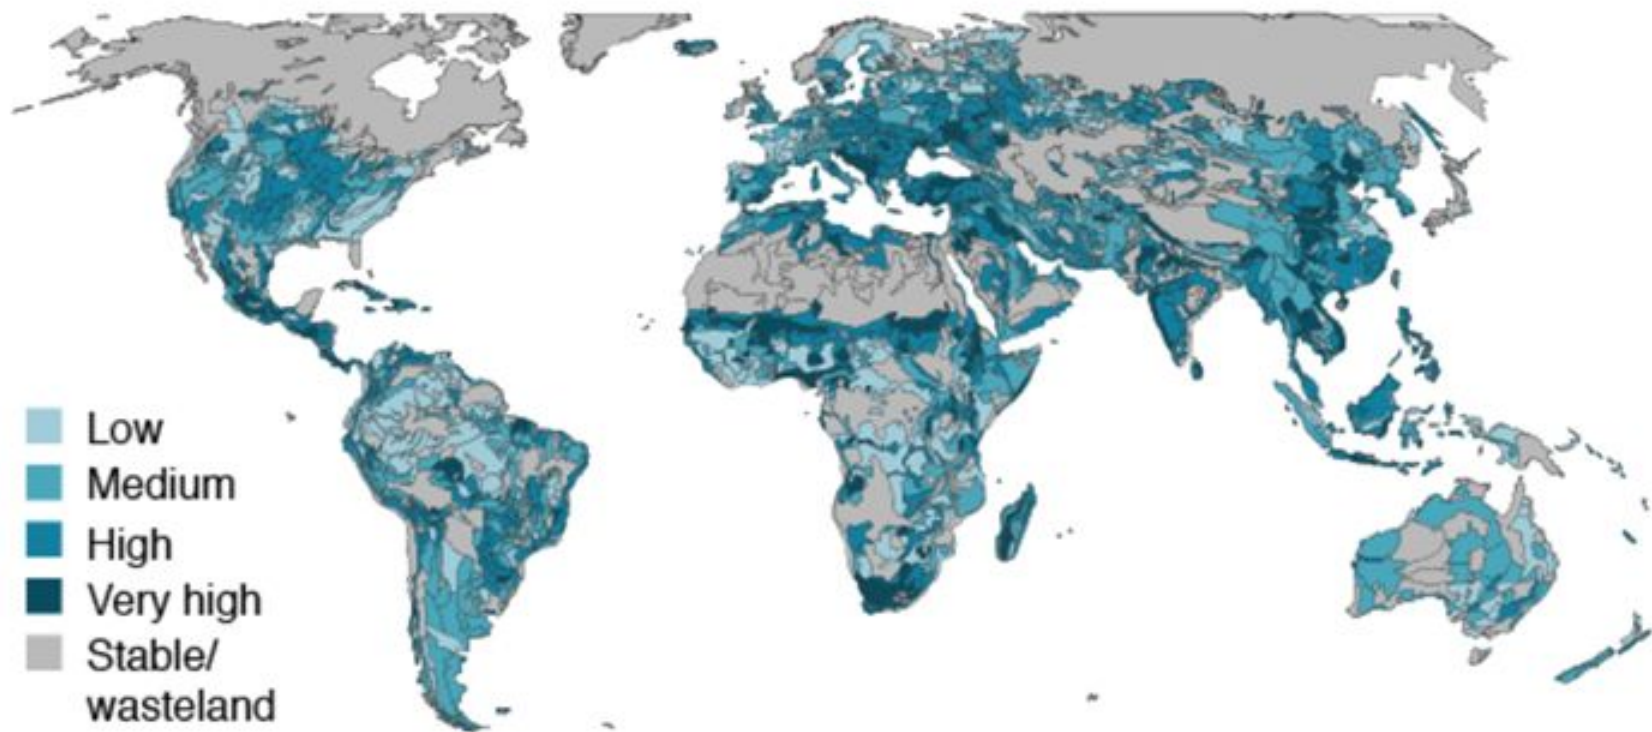 Low
Medium
High
Very high
Stable/
wasteland